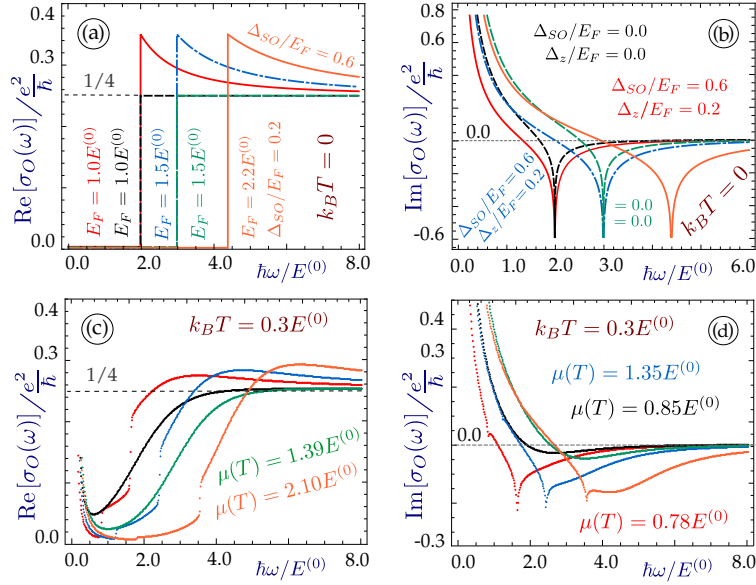 (a)
Re[σ_O(ω)]/e²/ħ
0.4
0.3
0.0
1/4
Δ_SO/E_F = 0.6
E_F = 1.0E^(0)
E_F = 1.0E^(0)
E_F = 1.5E^(0)
E_F = 1.5E^(0)
E_F = 2.2E^(0)
Δ_SO/E_F = 0.2
k_BT = 0
0.0 2.0 4.0 6.0 8.0
ħω/E^(0)
(b)
Im[σ_O(ω)]/e²/ħ
0.8
0.4
0.0
-0.6
Δ_SO/E_F = 0.0
Δ_z/E_F = 0.0
Δ_SO/E_F = 0.6
Δ_z/E_F = 0.2
Δ_SO/E_F = 0.6
Δ_z/E_F = 0.2
= 0.0
= 0.0
k_BT = 0
0.0 1.0 2.0 3.0 4.0 5.0 6.0
ħω/E^(0)
(c)
Re[σ_O(ω)]/e²/ħ
0.4
0.3
0.0
1/4
k_BT = 0.3E^(0)
μ(T) = 1.39E^(0)
μ(T) = 2.10E^(0)
0.0 2.0 4.0 6.0 8.0
ħω/E^(0)
(d)
Im[σ_O(ω)]/e²/ħ
0.4
0.0
-0.3
k_BT = 0.3E^(0)
μ(T) = 1.35E^(0)
μ(T) = 0.85E^(0)
μ(T) = 0.78E^(0)
0.0 2.0 4.0 6.0 8.0
ħω/E^(0)